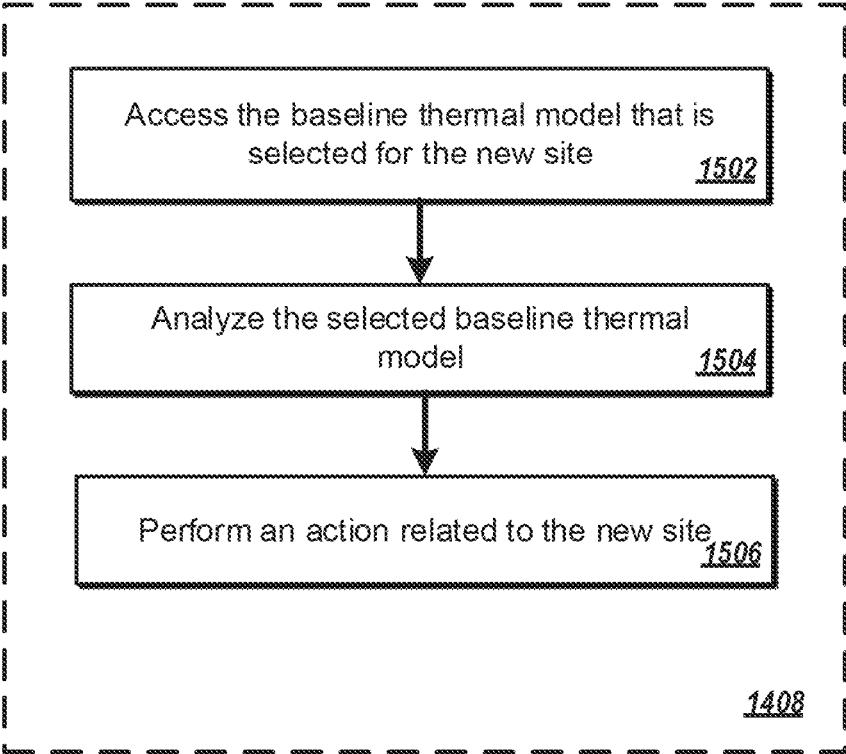 Access the baseline thermal model that is
selected for the new site
1502
Analyze the selected baseline thermal
model
1504
Perform an action related to the new site
1506
1408